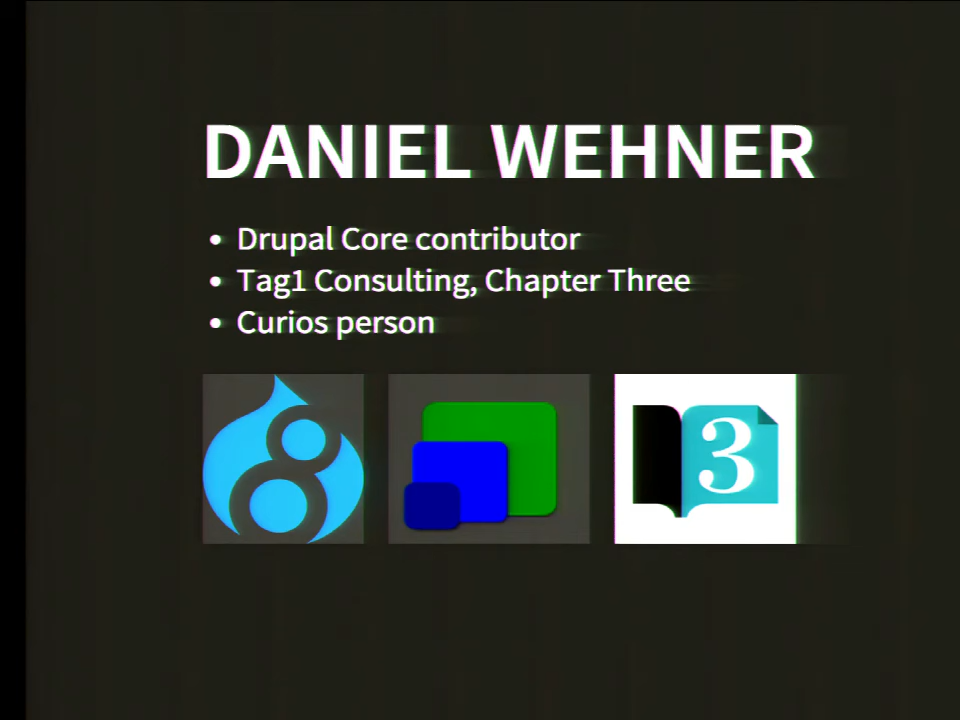 DANIEL WEHNER
• Drupal Core contributor
• Tag1 Consulting, Chapter Three
• Curios person
8 3